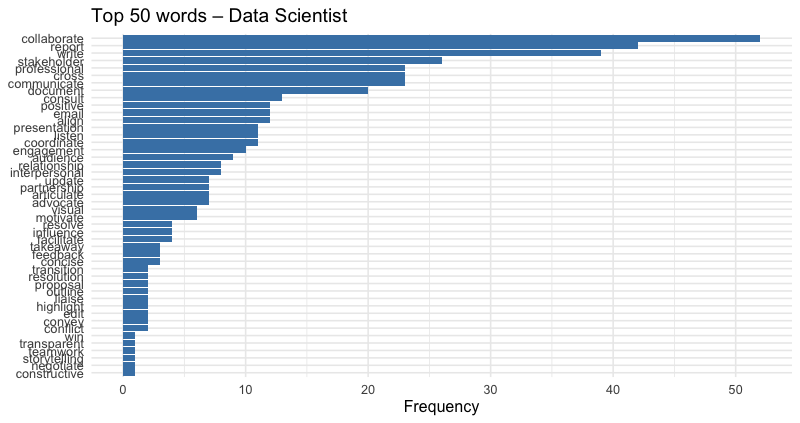 Top 50 words – Data Scientist
collaborate
report
write
stakeholder
professional
cross
communicate
document
consult
positive
email
align
presentation
listen
coordinate
engagement
audience
relationship
interpersonal
update
partnership
articulate
advocate
visual
motivate
resolve
influence
facilitate
takeaway
feedback
concise
transition
resolution
proposal
outline
liaise
highlight
edit
convey
conflict
win
transparent
teamwork
storytelling
negotiate
constructive
0 10 20 30 40 50
Frequency